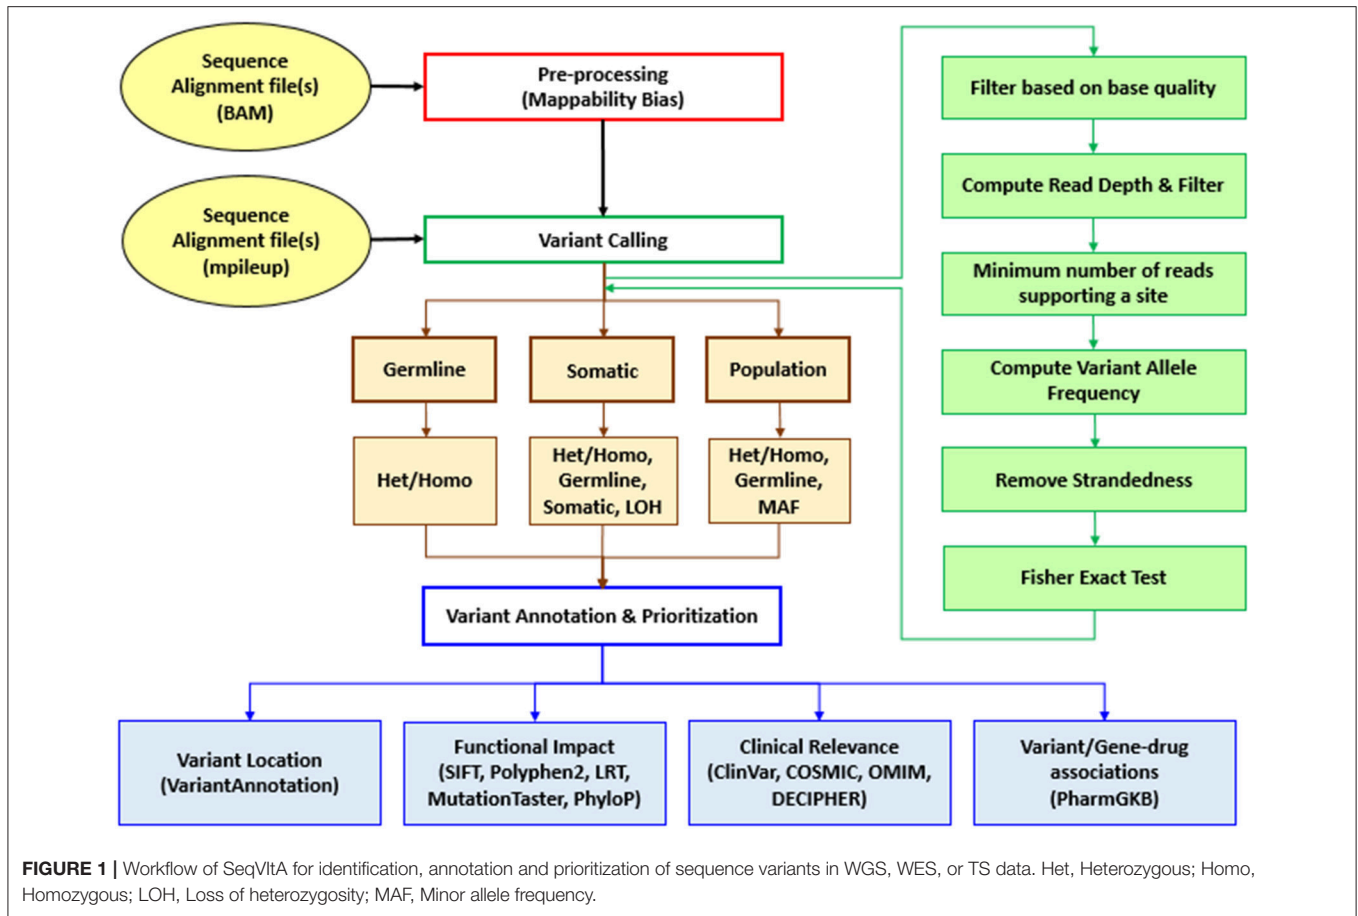 Sequence
Alignment file(s)
(BAM)
Pre-processing
(Mappability Bias)
Sequence
Alignment file(s)
(mpileup)
Variant Calling
Germline
Somatic
Population
Het/Homo
Het/Homo,
Germline,
Somatic, LOH
Het/Homo,
Germline,
MAF
Filter based on base quality
Compute Read Depth & Filter
Minimum number of reads
supporting a site
Compute Variant Allele
Frequency
Remove Strandedness
Fisher Exact Test
Variant Annotation & Prioritization
Variant Location
(VariantAnnotation)
Functional Impact
(SIFT, Polyphen2, LRT,
MutationTaster, PhyloP)
Clinical Relevance
(ClinVar, COSMIC, OMIM,
DECIPHER)
Variant/Gene-drug
associations
(PharmGKB)
FIGURE 1 | Workflow of SeqVItA for identification, annotation and prioritization of sequence variants in WGS, WES, or TS data. Het, Heterozygous; Homo,
Homozygous; LOH, Loss of heterozygosity; MAF, Minor allele frequency.